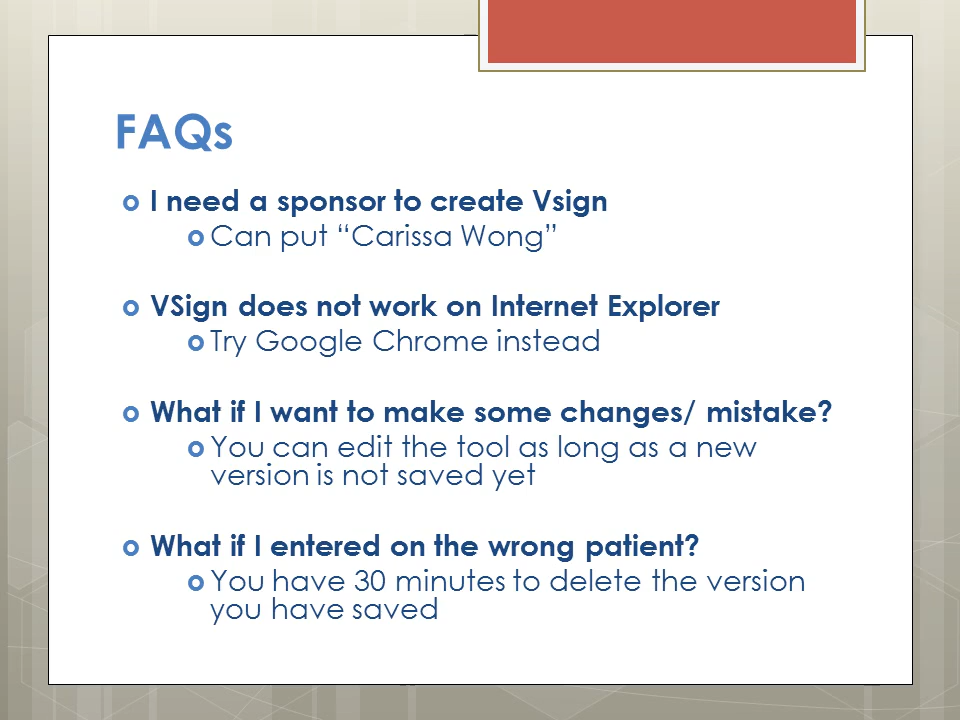 FAQs
I need a sponsor to create Vsign
Can put “Carissa Wong”
VSign does not work on Internet Explorer
Try Google Chrome instead
What if I want to make some changes/ mistake?
You can edit the tool as long as a new
version is not saved yet
What if I entered on the wrong patient?
You have 30 minutes to delete the version
you have saved